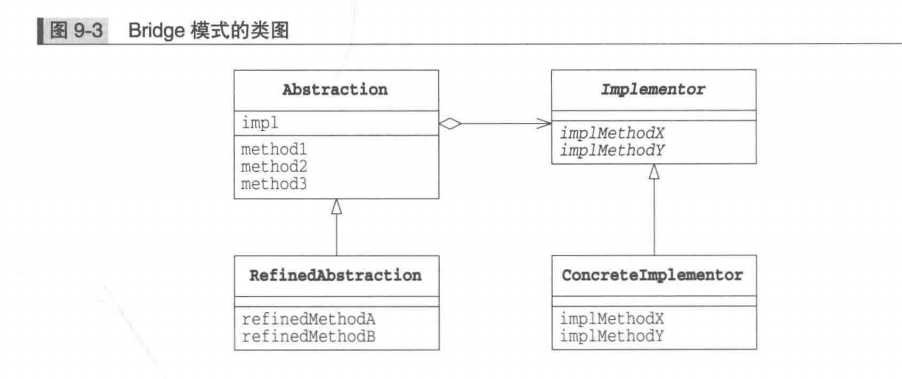 图 9-3 Bridge 模式的类图
Abstraction
impl
method1
method2
method3
Implementor
implMethodX
implMethodY
RefinedAbstraction
refinedMethodA
refinedMethodB
ConcreteImplementor
implMethodX
implMethodY